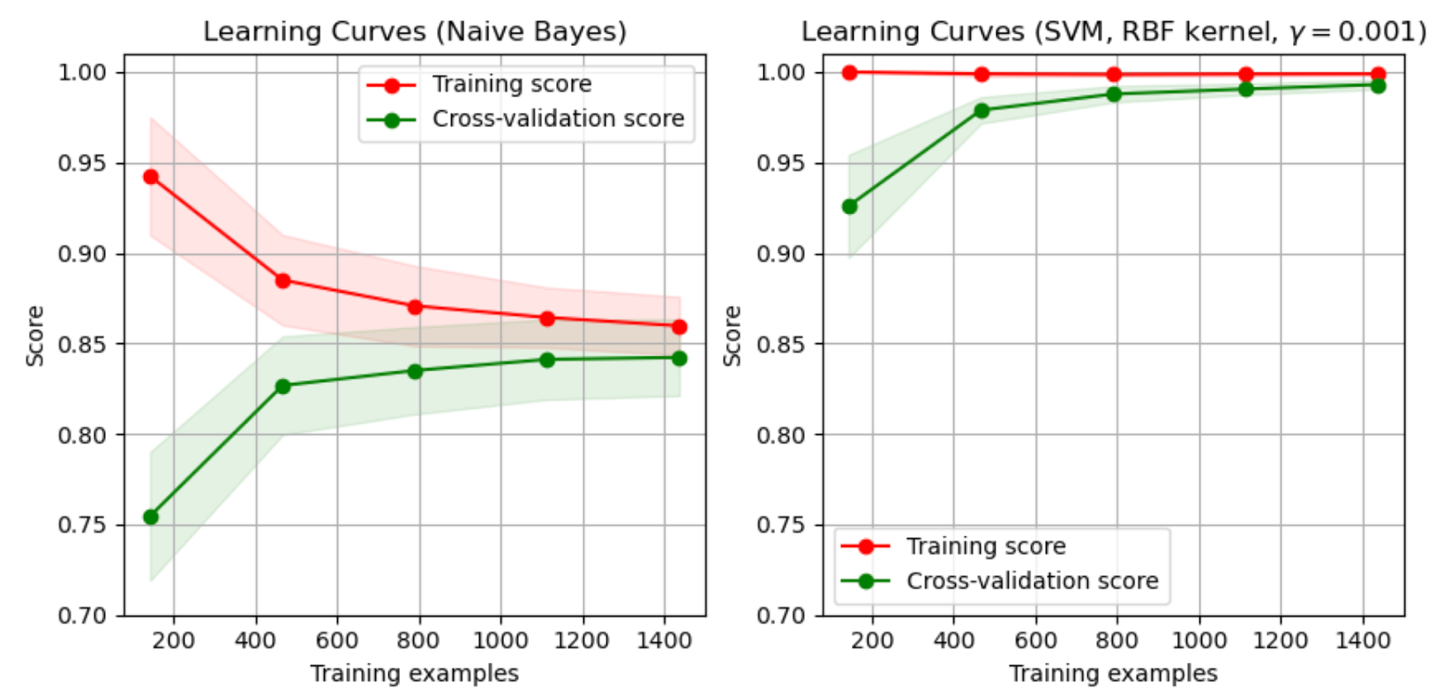 Learning Curves (Naive Bayes)
Score
1.00
0.95
0.90
0.85
0.80
0.75
0.70
Training score
Cross-validation score
200 400 600 800 1000 1200 1400
Training examples
Learning Curves (SVM, RBF kernel, γ = 0.001)
Score
1.00
0.95
0.90
0.85
0.80
0.75
0.70
Training score
Cross-validation score
200 400 600 800 1000 1200 1400
Training examples